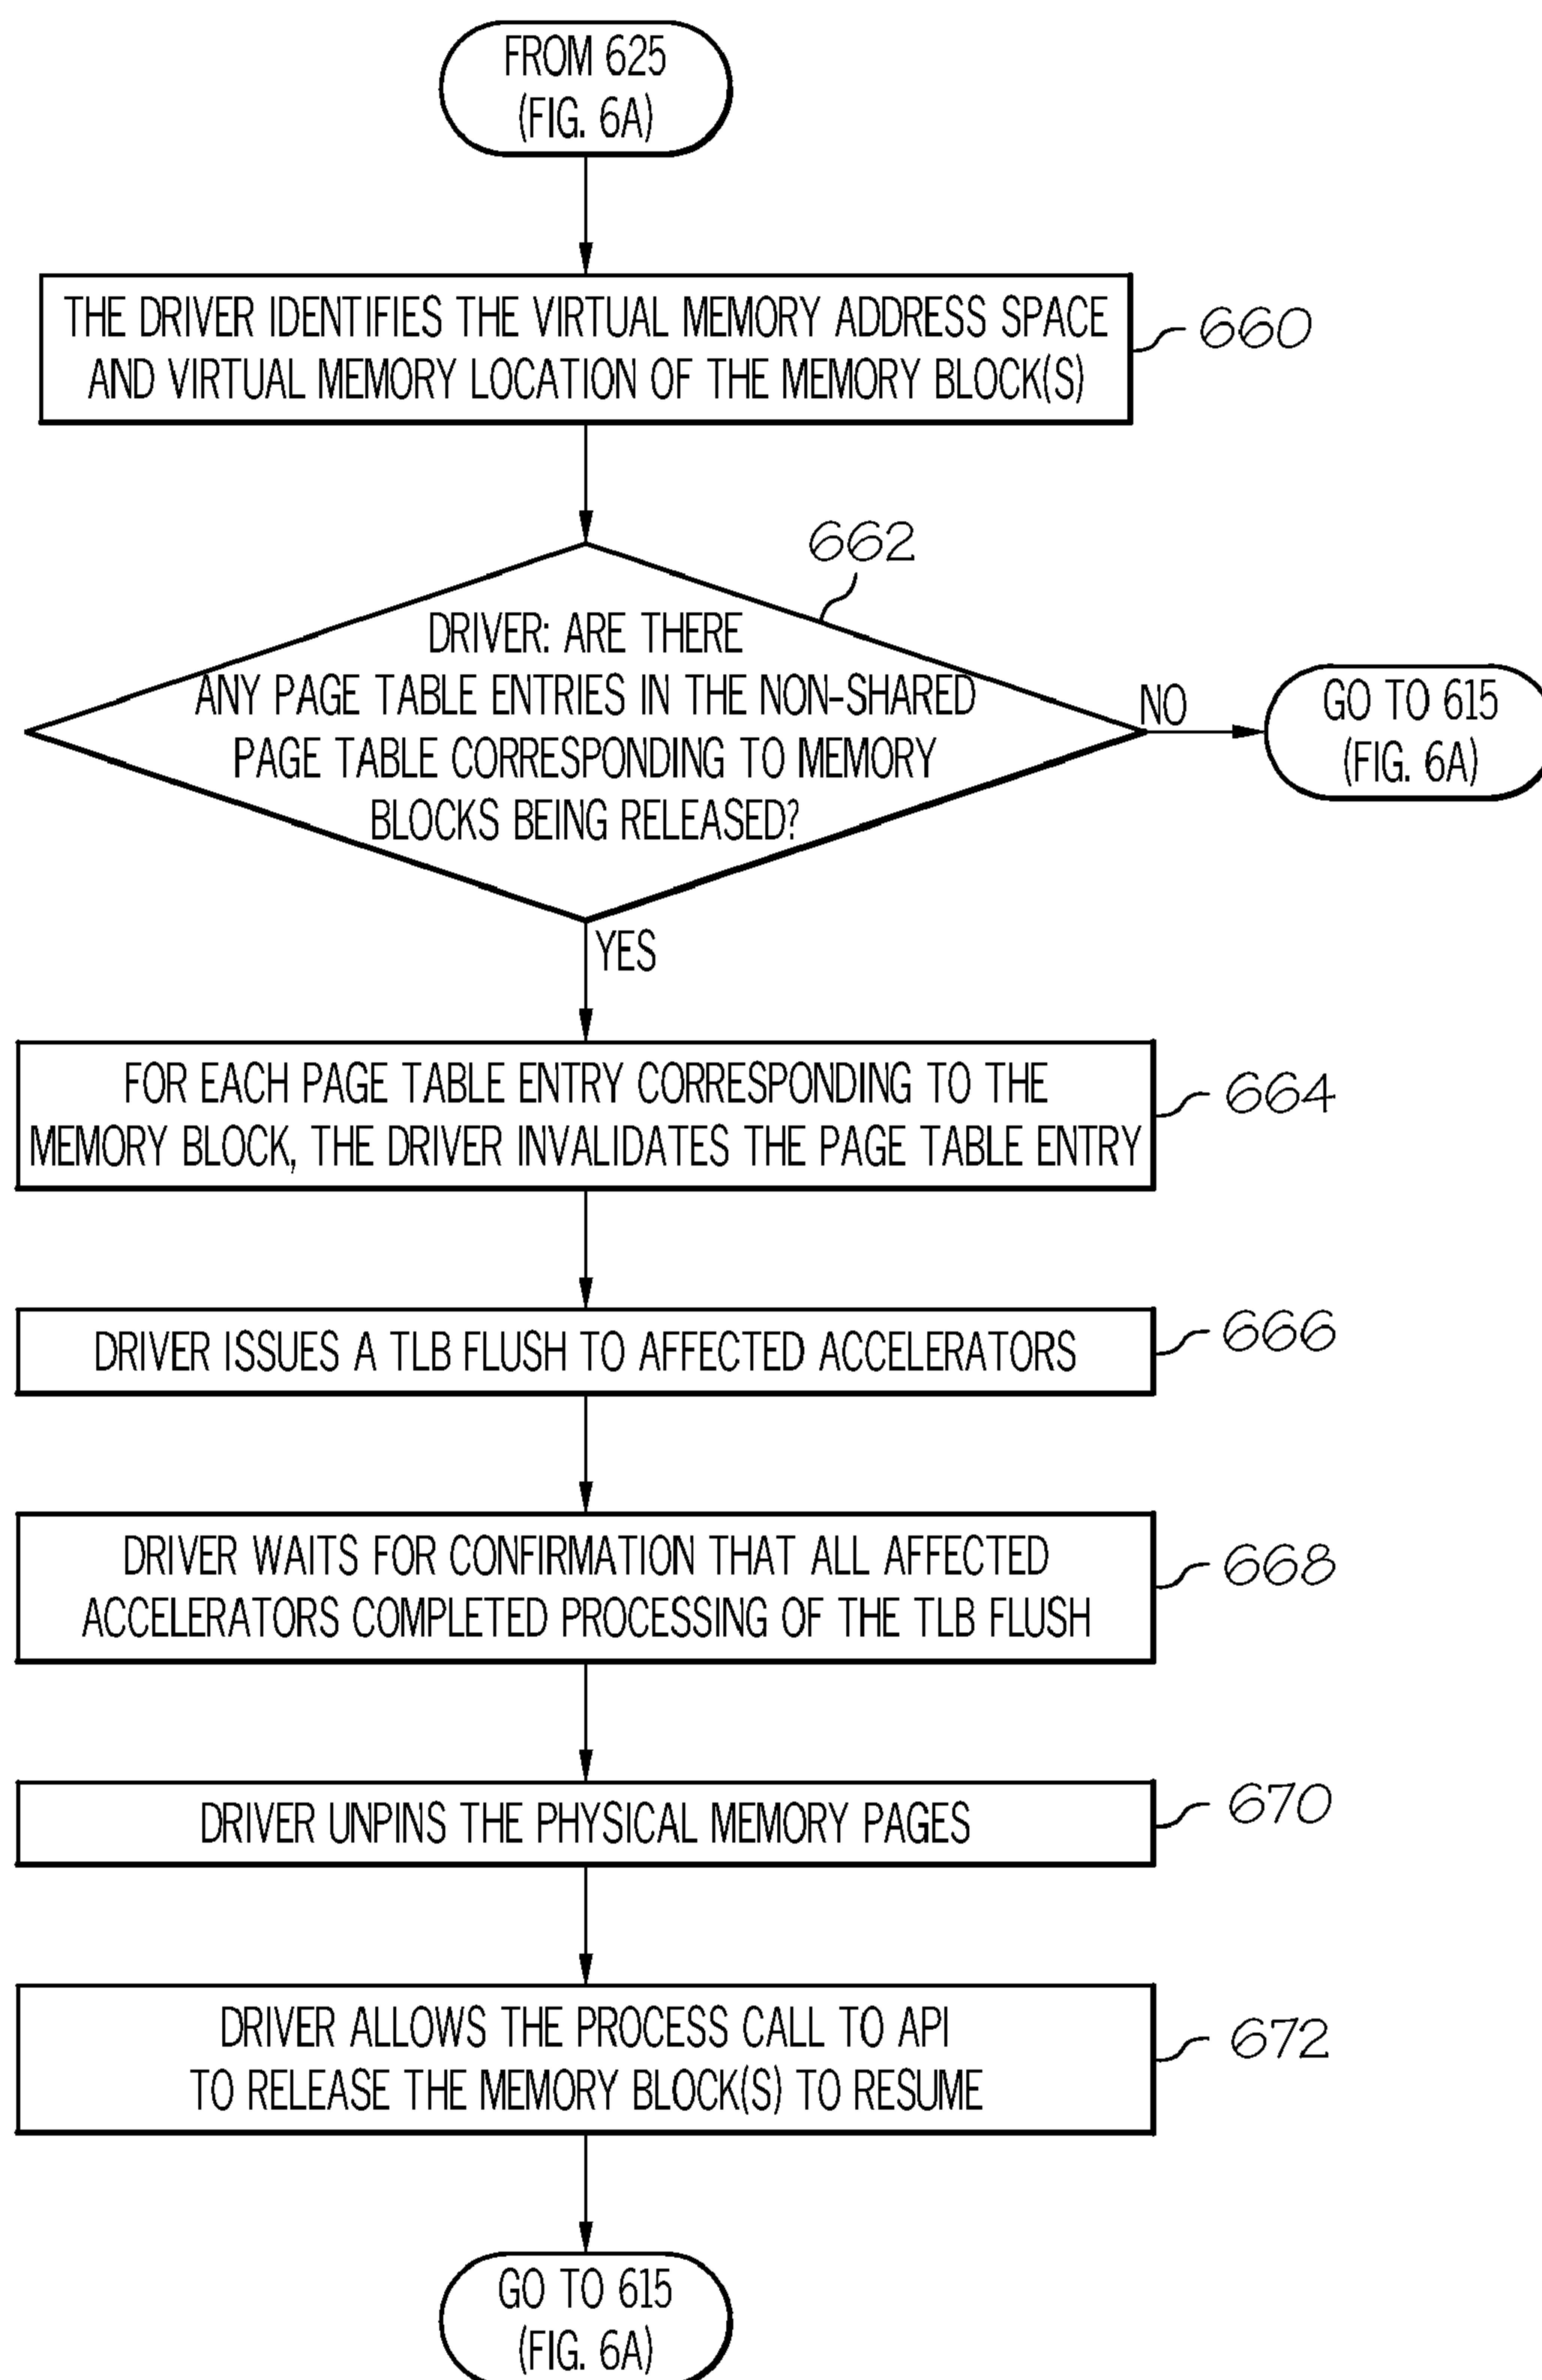 FROM 625
(FIG. 6A)
THE DRIVER IDENTIFIES THE VIRTUAL MEMORY ADDRESS SPACE
AND VIRTUAL MEMORY LOCATION OF THE MEMORY BLOCK(S)
660
662
DRIVER: ARE THERE
ANY PAGE TABLE ENTRIES IN THE NON-SHARED
PAGE TABLE CORRESPONDING TO MEMORY
BLOCKS BEING RELEASED?
NO
GO TO 615
(FIG. 6A)
YES
FOR EACH PAGE TABLE ENTRY CORRESPONDING TO THE
MEMORY BLOCK, THE DRIVER INVALIDATES THE PAGE TABLE ENTRY
664
DRIVER ISSUES A TLB FLUSH TO AFFECTED ACCELERATORS
666
DRIVER WAITS FOR CONFIRMATION THAT ALL AFFECTED
ACCELERATORS COMPLETED PROCESSING OF THE TLB FLUSH
668
DRIVER UNPINS THE PHYSICAL MEMORY PAGES
670
DRIVER ALLOWS THE PROCESS CALL TO API
TO RELEASE THE MEMORY BLOCK(S) TO RESUME
672
GO TO 615
(FIG. 6A)